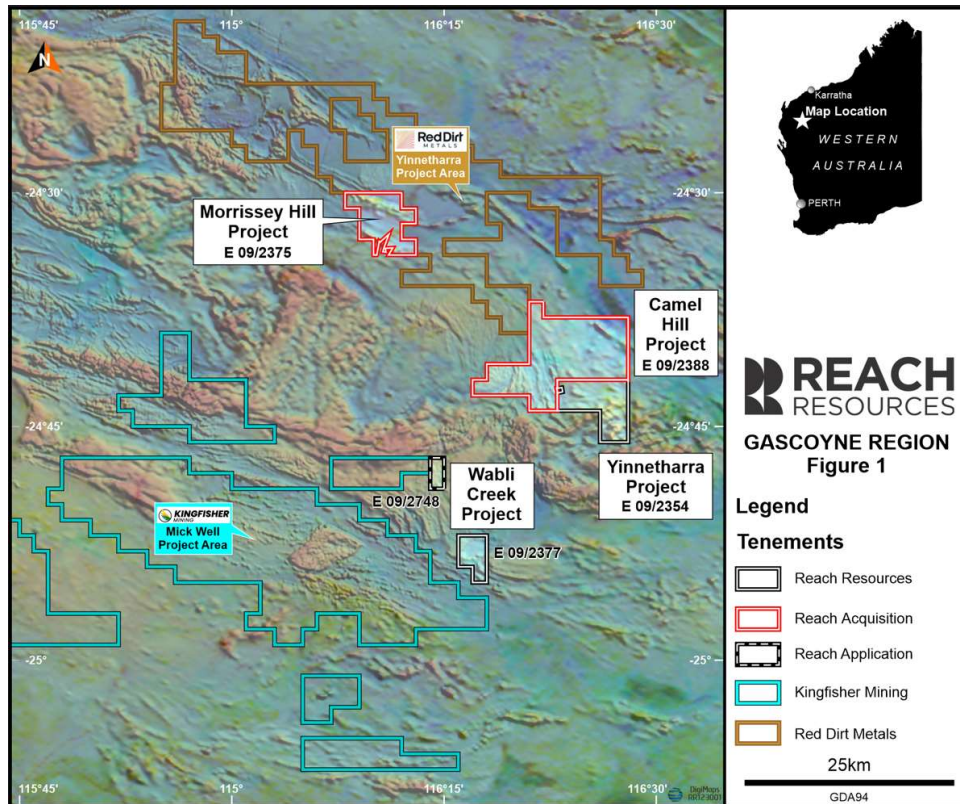 115°45'
115°
116°15'
116°30'
N
RedDirt
METALS
Yinnetharra
Project Area
-24°30'
-24°30'
Morrissey Hill
Project
E 09/2375
Camel
Hill
Project
E 09/2388
-24°45'
-24°45'
Yinnetharra
Project
E 09/2354
Wabli
Creek
Project
E 09/2748
E 09/2377
KINGFISHER
MINING
Mick Well
Project Area
-25°
-25°
115°45'
115°
116°15'
116°30'
DigiMaps
RR123001
Karratha
Map Location
WESTERN
AUSTRALIA
PERTH
REACH
RESOURCES
GASCOYNE REGION
Figure 1
Legend
Tenements
Reach Resources
Reach Acquisition
Reach Application
Kingfisher Mining
Red Dirt Metals
25km
GDA94